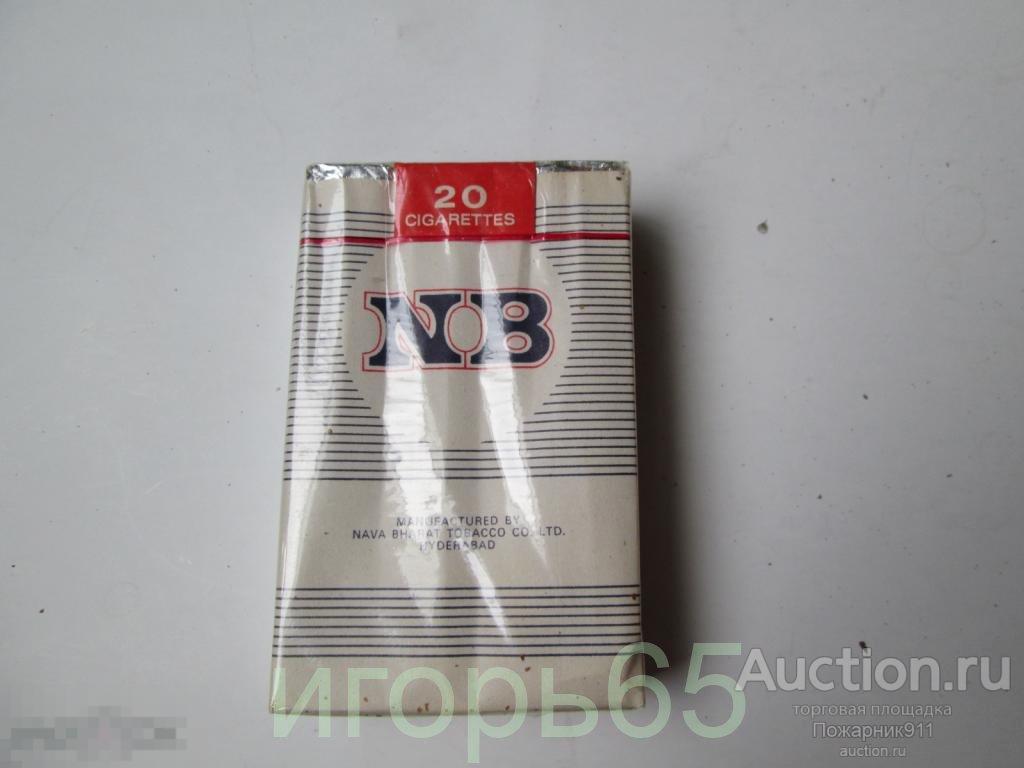 20
CIGARETTES
NB
MANUFACTURED BY
NAVA BHARAT TOBACCO CO. LTD.
HYDERABAD
игорь65
Auction.ru
торговая площадка
Пожарник911
auction.ru